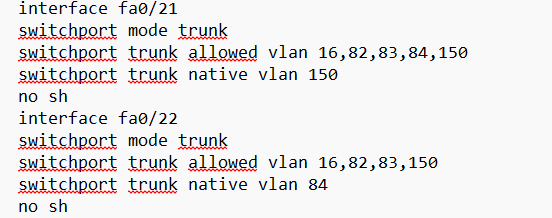 interface fa0/21
switchport mode trunk
switchport trunk allowed vlan 16,82,83,84,150
switchport trunk native vlan 150
no sh
interface fa0/22
switchport mode trunk
switchport trunk allowed vlan 16,82,83,150
switchport trunk native vlan 84
no sh